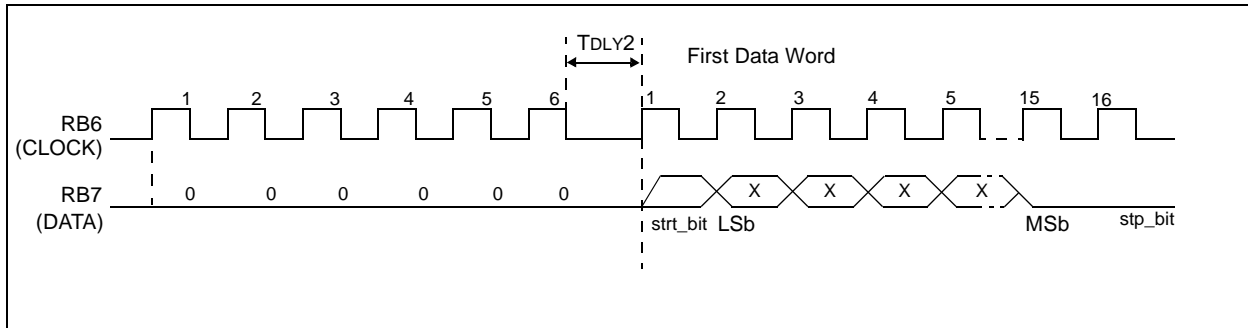 TDLY2
First Data Word
1 2 3 4 5 6 1 2 3 4 5 15 16
RB6
(CLOCK)
RB7
(DATA)
0 0 0 0 0 0 X X X X
strt_bit LSb MSb stp_bit